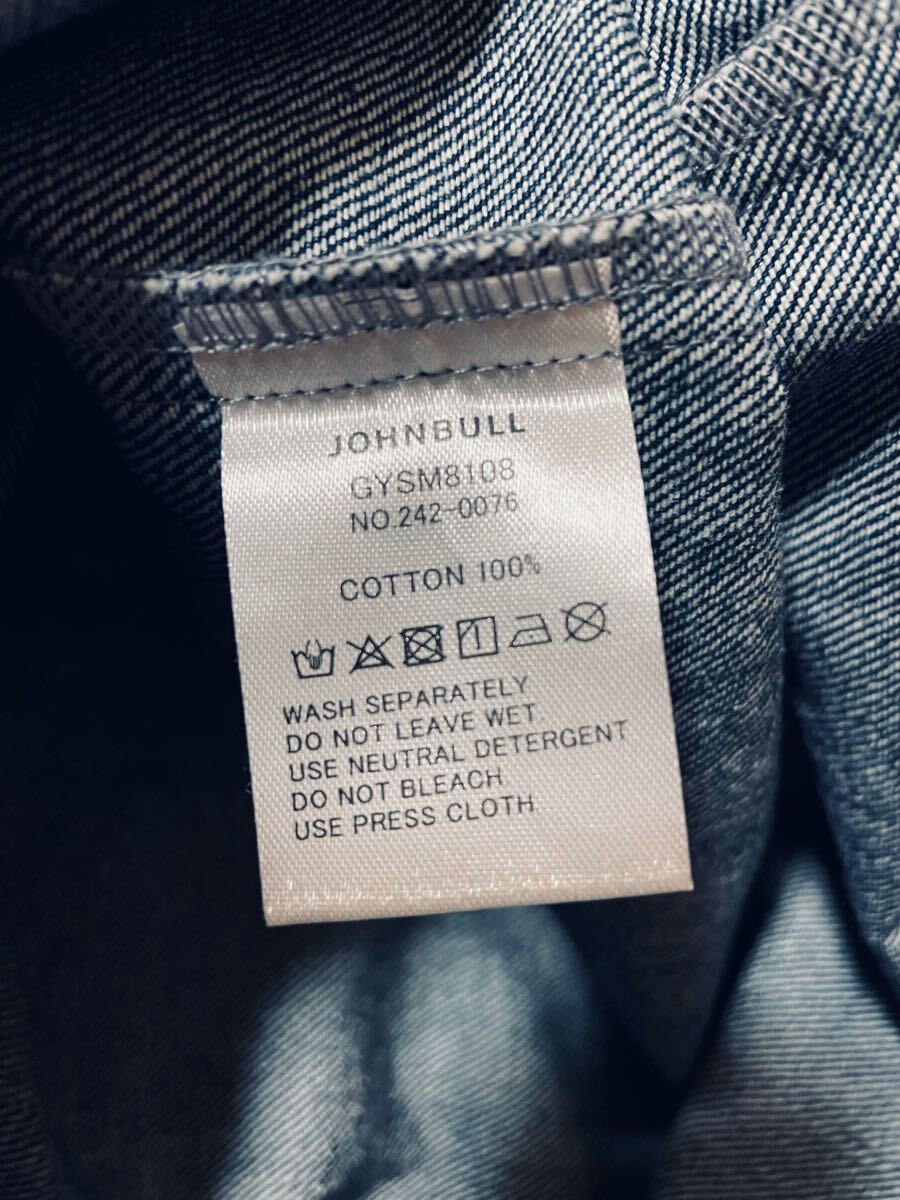 JOHNBULL
GYSM8108
NO.242-0076
COTTON 100%
WASH SEPARATELY
DO NOT LEAVE WET.
USE NEUTRAL DETERGENT
DO NOT BLEACH.
USE PRESS CLOTH.